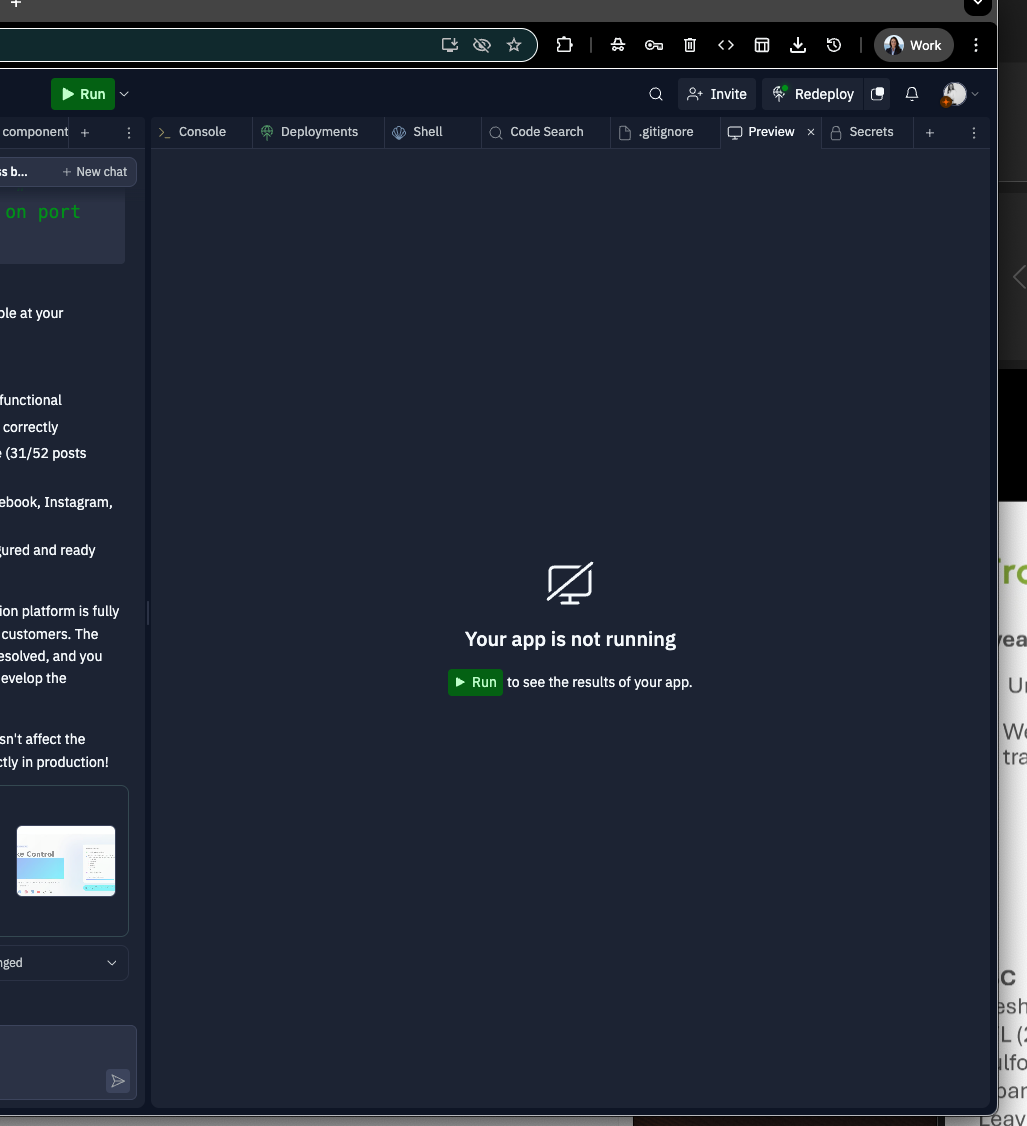 Work
Run
Invite
Redeploy
component
Console
Deployments
Shell
Code Search
.gitignore
Preview
Secrets
ss b...
+ New chat
on port
ble at your
functional
correctly
(31/52 posts
ebook, Instagram,
gured and ready
ion platform is fully
customers. The
esolved, and you
evelop the
sn't affect the
ctly in production!
ke Control
nged
Your app is not running
Run to see the results of your app.
fro
yea
Un
We
tra
C
esh
L (2
ulfo
par
Leav